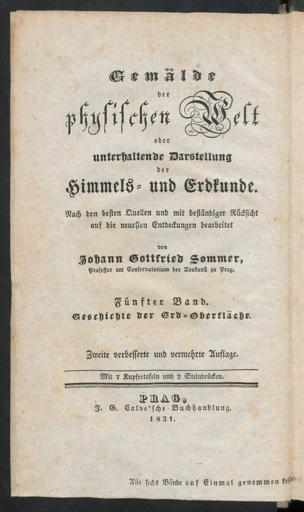 Gemälde
der
physischen Welt
oder
unterhaltende Darstellung
der
Himmels- und Erdkunde.
Nach den besten Quellen und mit beständiger Rücksicht
auf die neuesten Entdeckungen bearbeitet
von
Johann Gottfried Sommer,
Professor am Conservatorium der Tonkunst zu Prag.
Fünfter Band.
Geschichte der Erd-Oberfläche.
Zweite verbesserte und vermehrte Auflage.
Mit 7 Kupfertafeln und 2 Steindrücken.
PRAG,
J. G. Calve'sche Buchhandlung.
1831.
Alle sechs Bände auf Einmal genommen